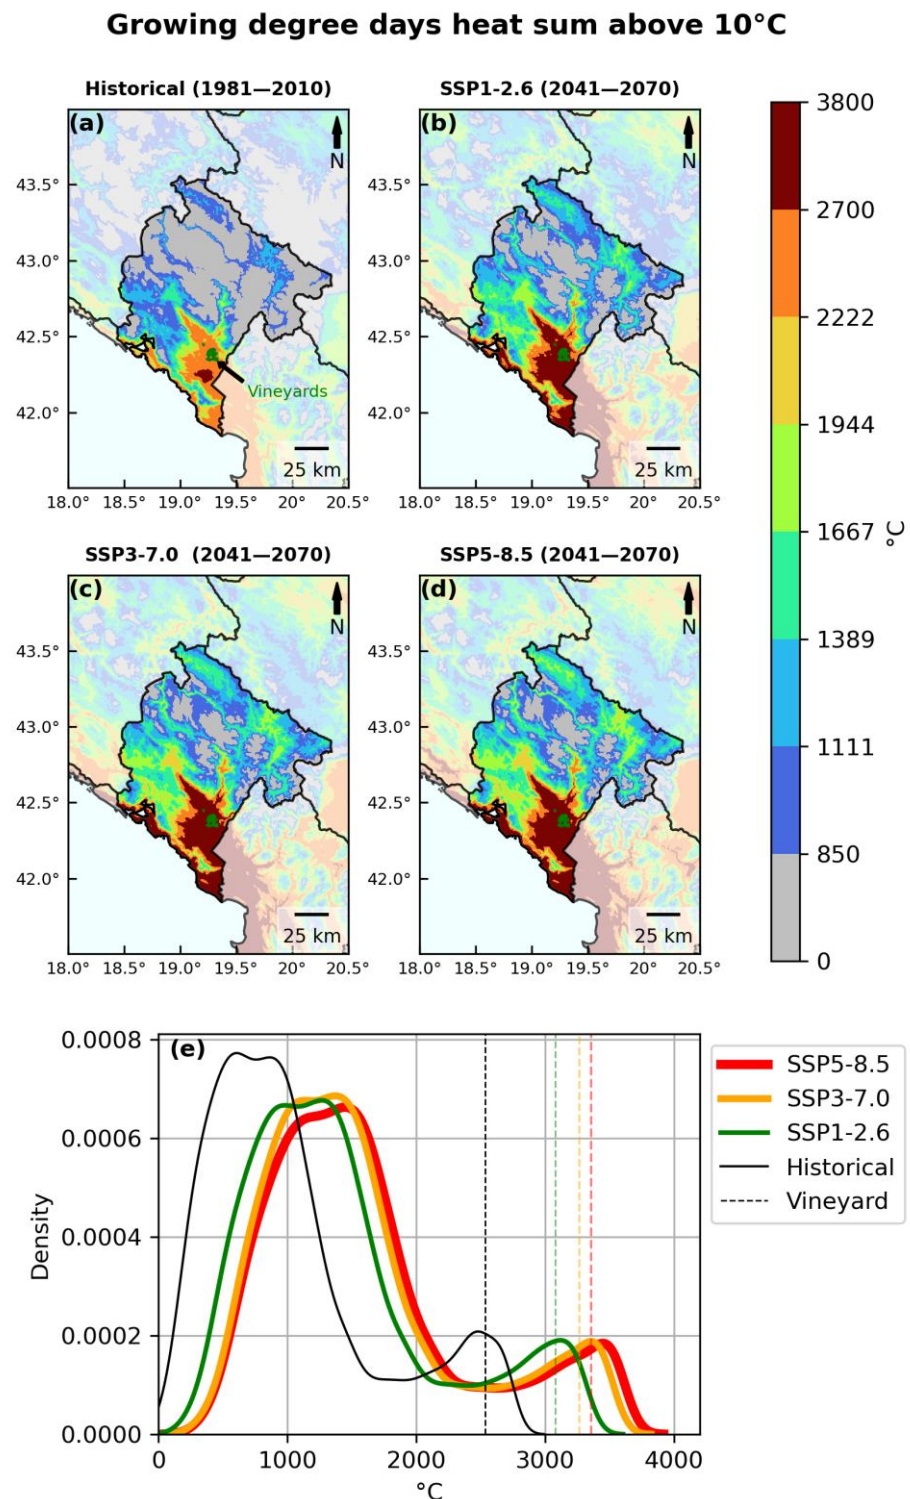 Growing degree days heat sum above 10°C
Historical (1981—2010)
(a)
N
43.5°
43.0°
42.5°
42.0°
Vineyards
25 km
18.0° 18.5° 19.0° 19.5° 20° 20.5°
SSP1-2.6 (2041—2070)
(b)
N
43.5°
43.0°
42.5°
42.0°
25 km
18.0° 18.5° 19.0° 19.5° 20° 20.5°
SSP3-7.0 (2041—2070)
(c)
N
43.5°
43.0°
42.5°
42.0°
25 km
18.0° 18.5° 19.0° 19.5° 20° 20.5°
SSP5-8.5 (2041—2070)
(d)
N
43.5°
43.0°
42.5°
42.0°
25 km
18.0° 18.5° 19.0° 19.5° 20° 20.5°
3800
2700
2222
1944
1667
1389
1111
850
0
°C
(e)
0.0008
0.0006
0.0004
0.0002
0.0000
Density
0 1000 2000 3000 4000
°C
SSP5-8.5
SSP3-7.0
SSP1-2.6
Historical
Vineyard